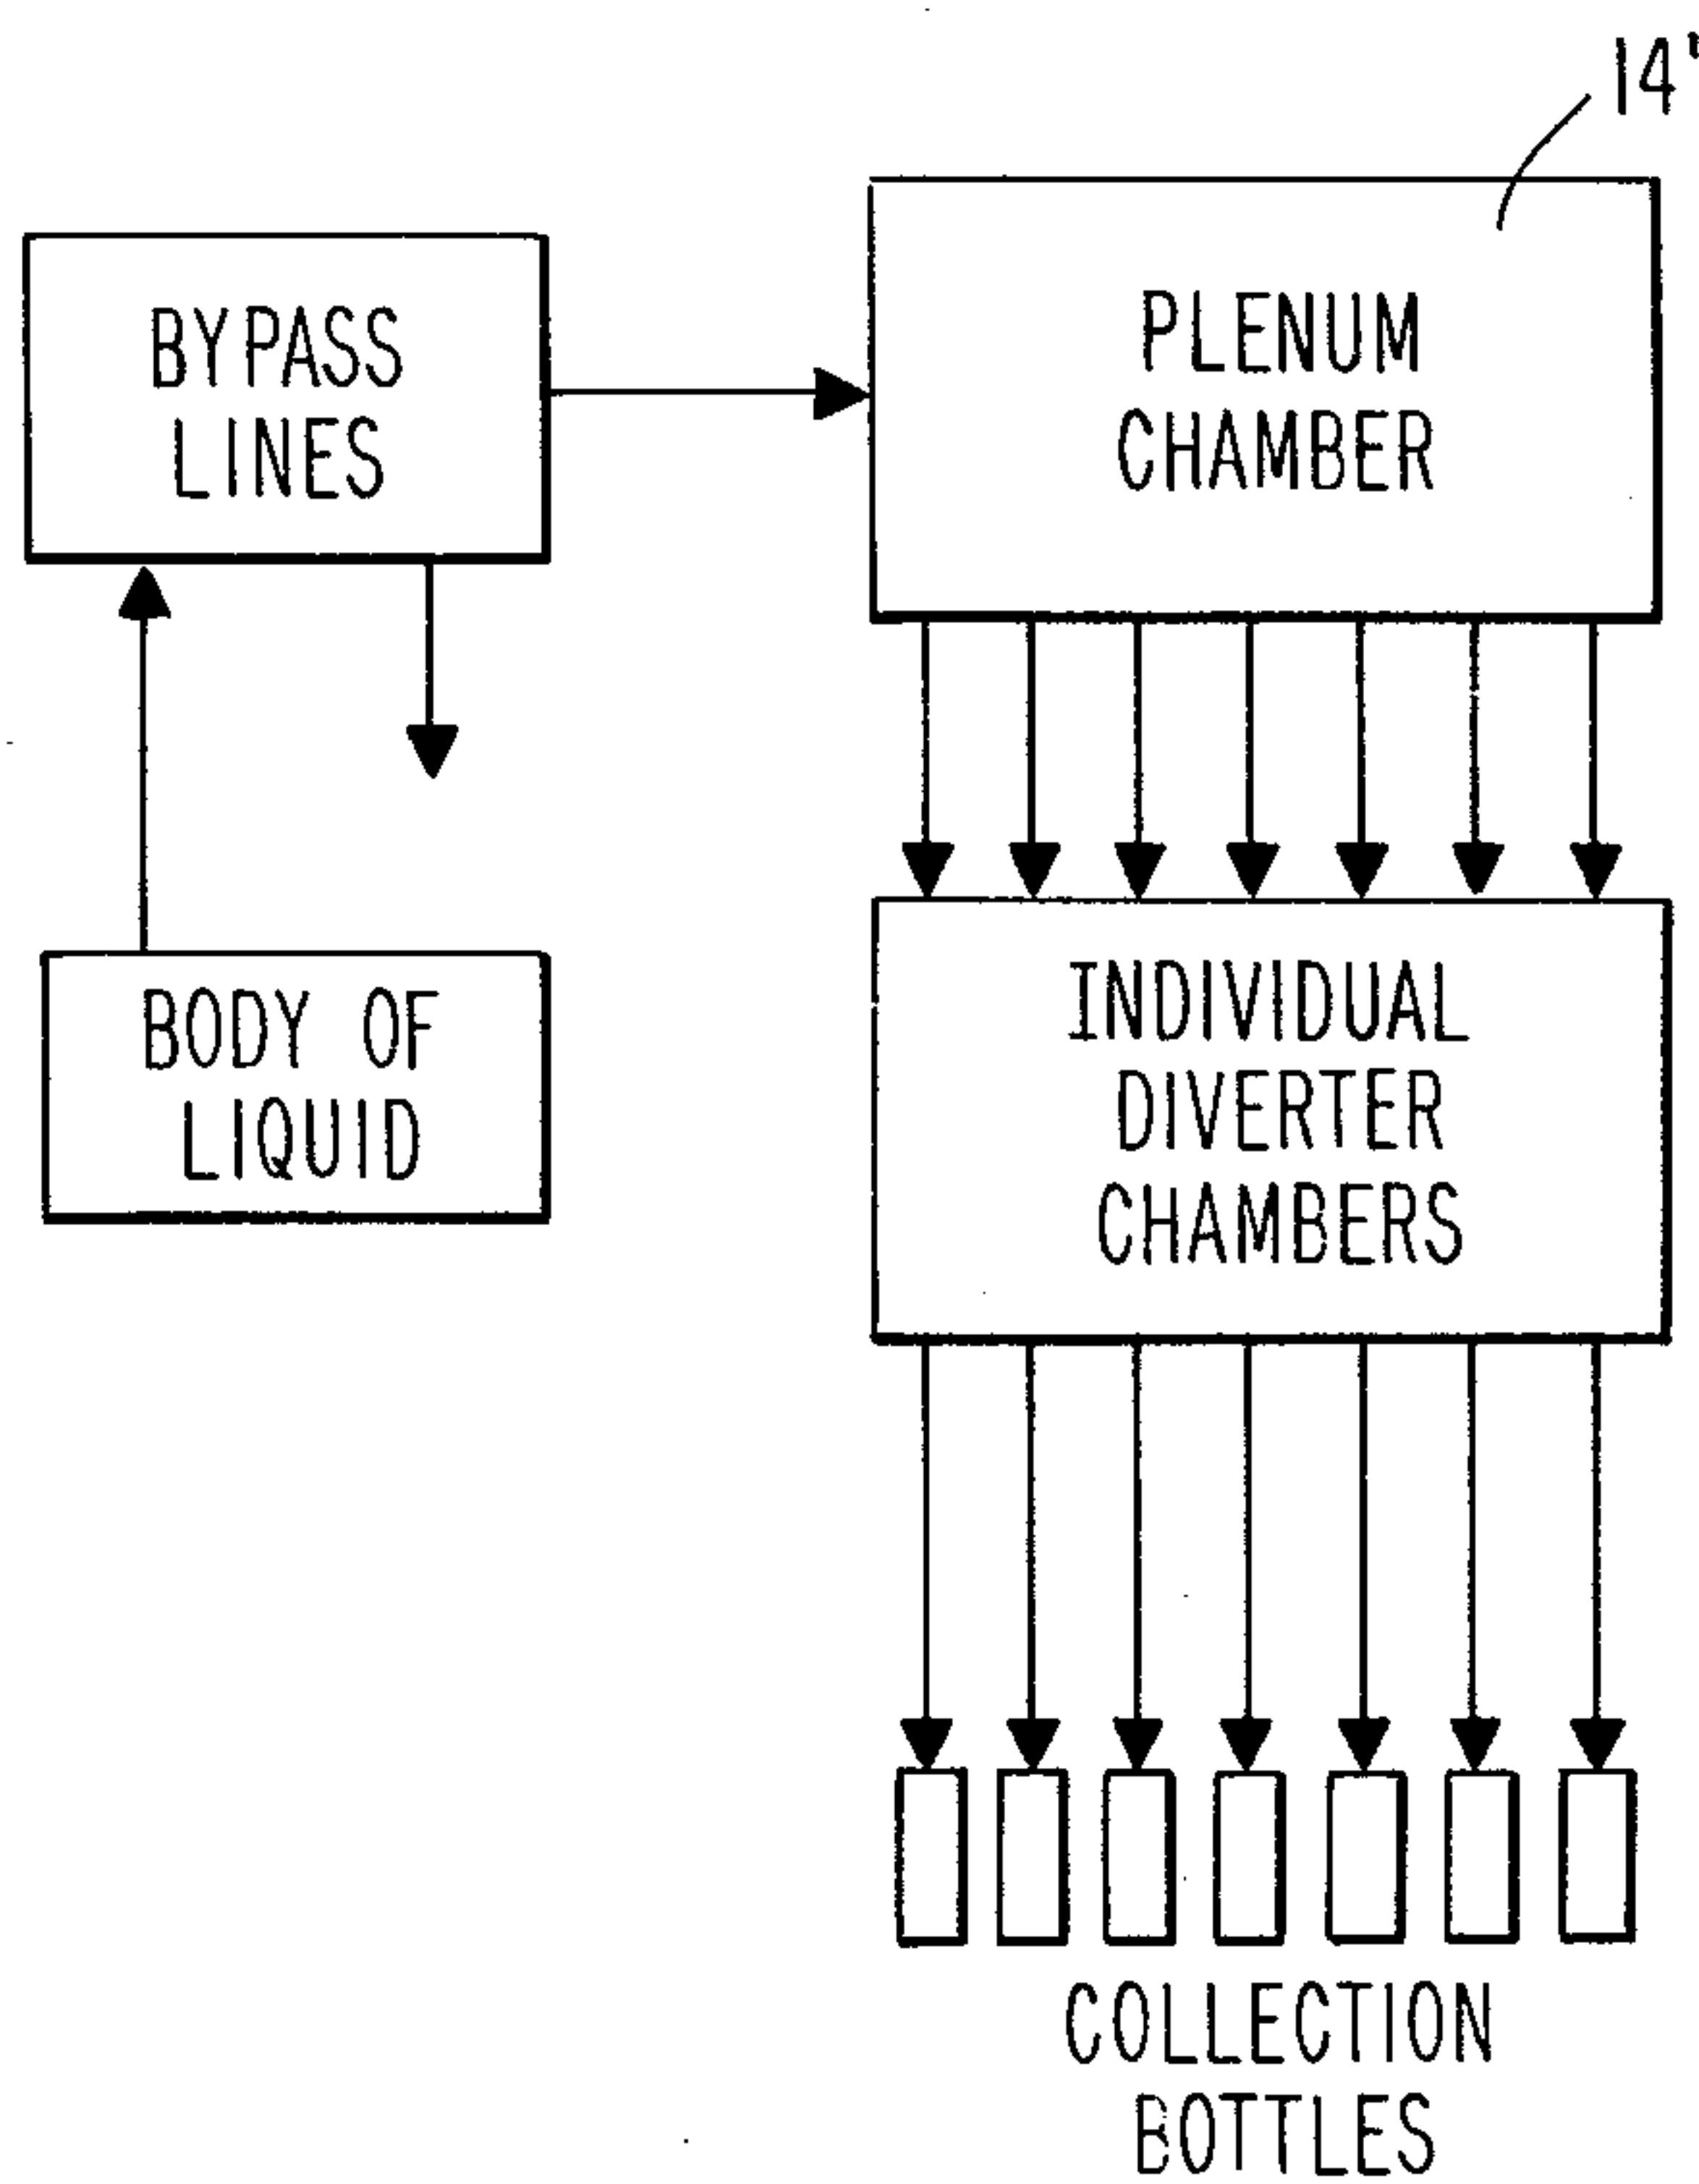 14'
BYPASS
LINES
PLENUM
CHAMBER
BODY OF
LIQUID
INDIVIDUAL
DIVERTER
CHAMBERS
COLLECTION
BOTTLES